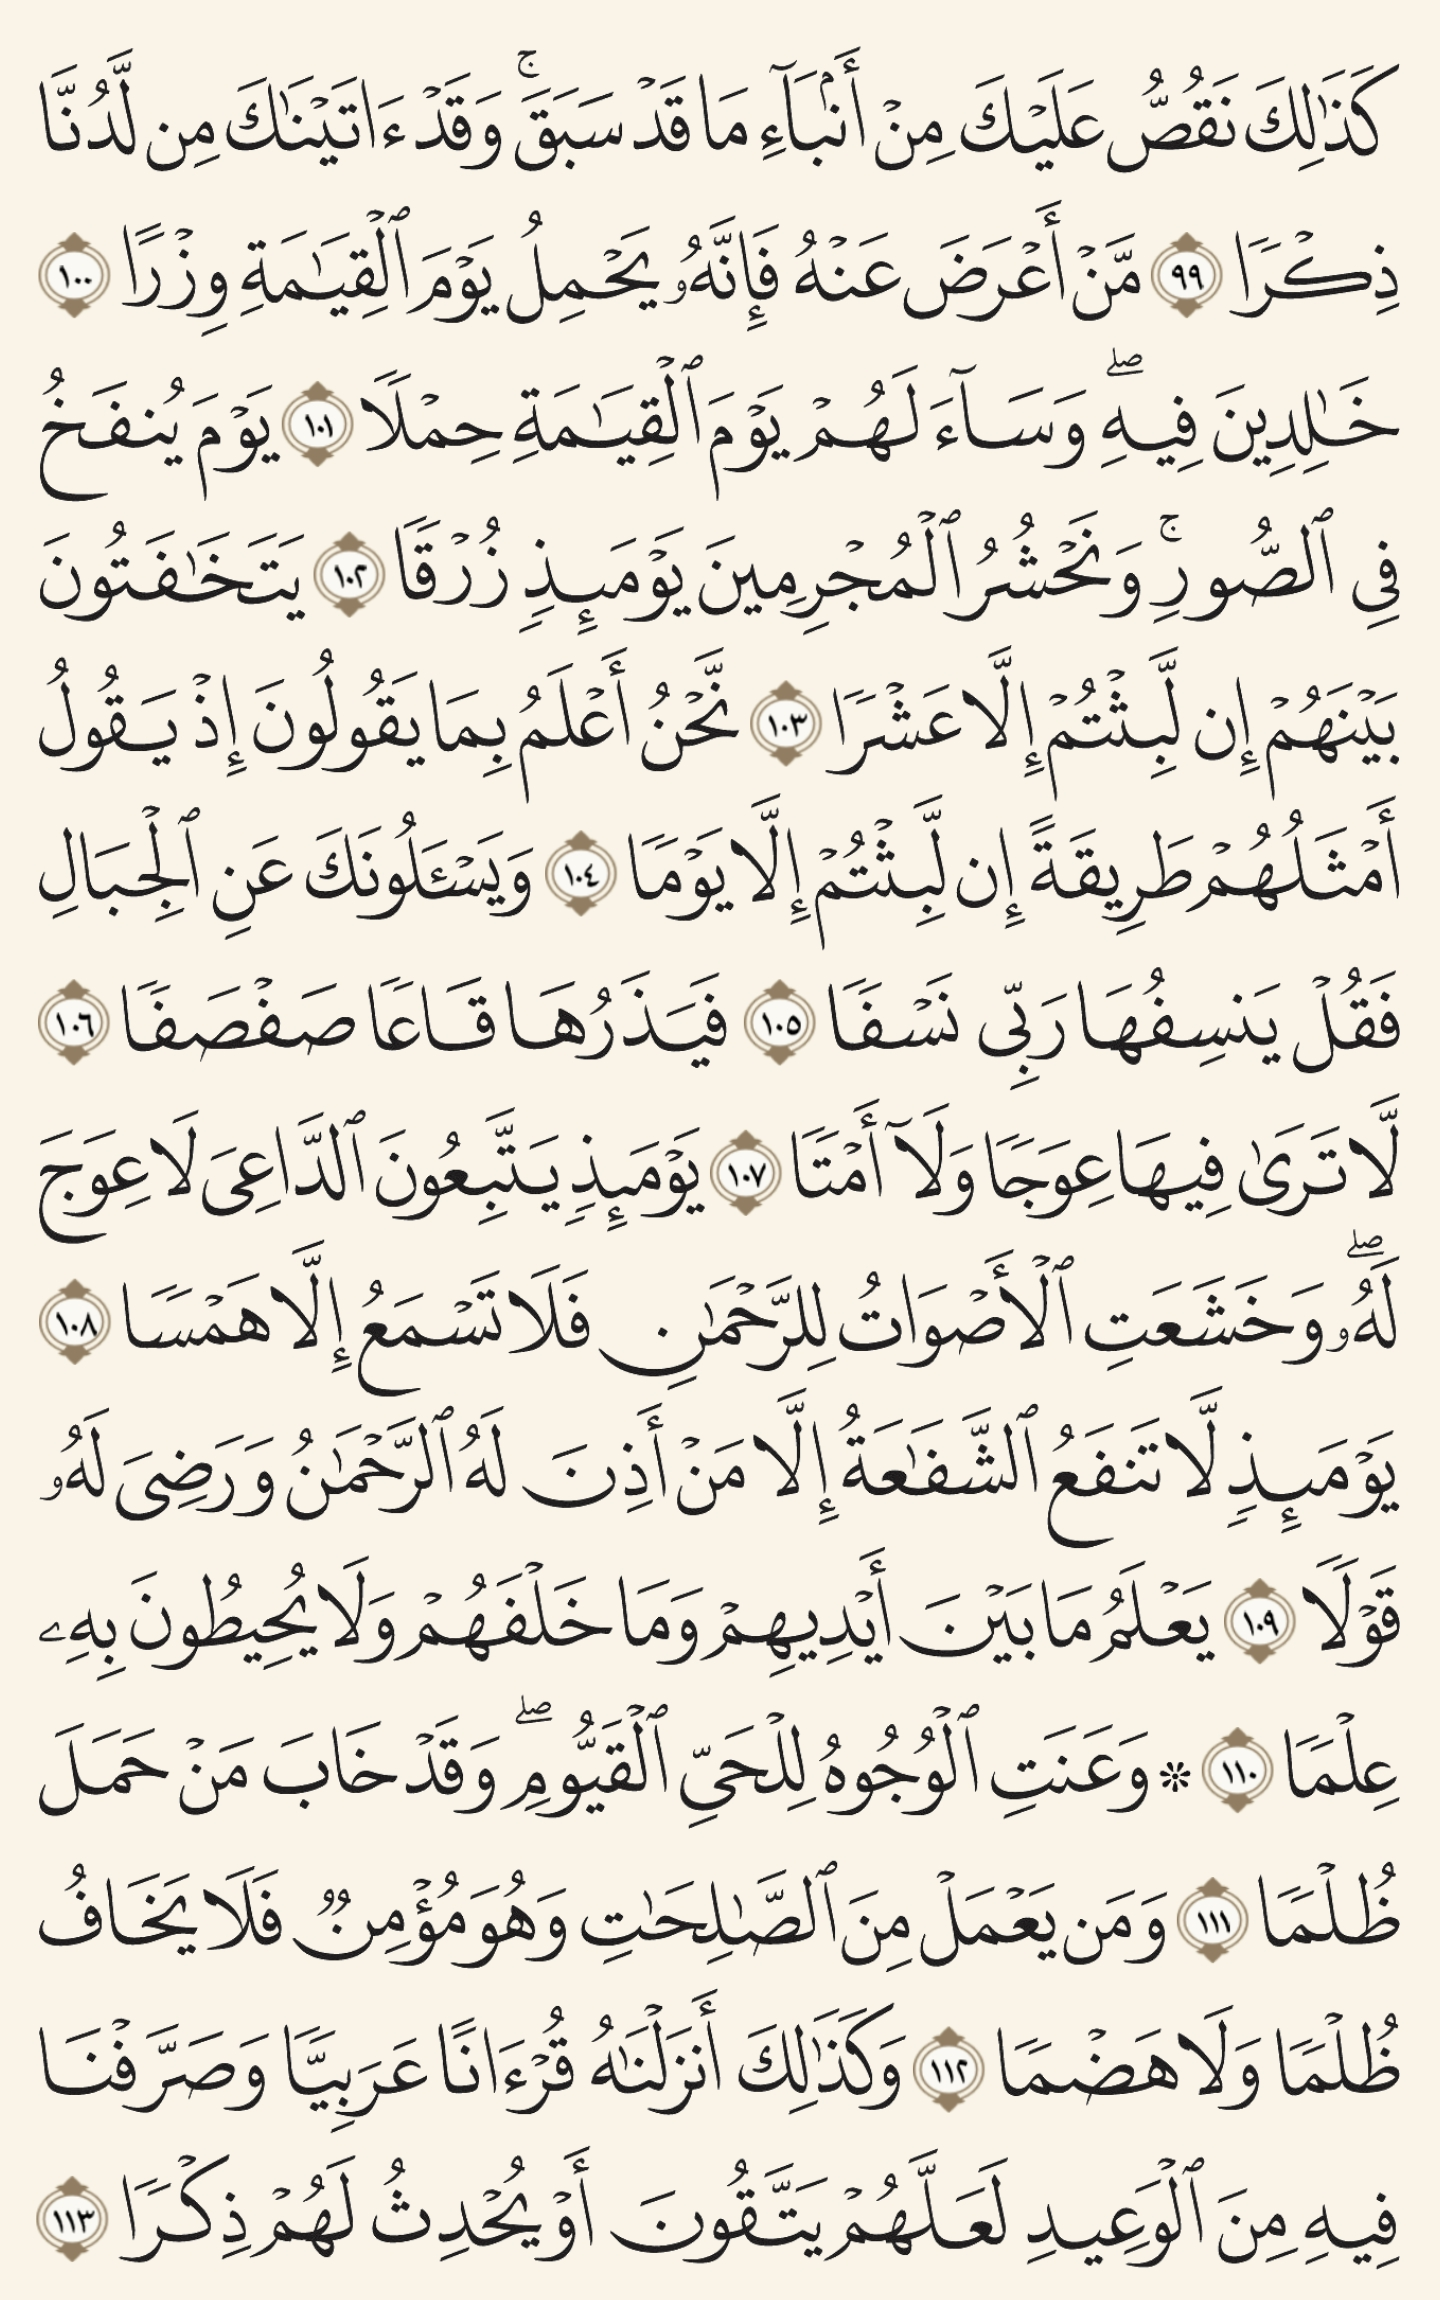 كَذَٰلِكَ نَقُصُّ عَلَيْكَ مِنْ أَنۢبَآءِ مَا قَدْ سَبَقَ ۚ وَقَدْ ءَاتَيْنَٰكَ مِن لَّدُنَّا
ذِكْرًا ٩٩ مَّنْ أَعْرَضَ عَنْهُ فَإِنَّهُۥ يَحْمِلُ يَوْمَ ٱلْقِيَٰمَةِ وِزْرًا ١٠٠
خَٰلِدِينَ فِيهِ ۖ وَسَآءَ لَهُمْ يَوْمَ ٱلْقِيَٰمَةِ حِمْلًا ١٠١ يَوْمَ يُنفَخُ
فِى ٱلصُّورِ ۚ وَنَحْشُرُ ٱلْمُجْرِمِينَ يَوْمَئِذٍ زُرْقًا ١٠٢ يَتَخَٰفَتُونَ
بَيْنَهُمْ إِن لَّبِثْتُمْ إِلَّا عَشْرًا ١٠٣ نَّحْنُ أَعْلَمُ بِمَا يَقُولُونَ إِذْ يَقُولُ
أَمْثَلُهُمْ طَرِيقَةً إِن لَّبِثْتُمْ إِلَّا يَوْمًا ١٠٤ وَيَسْـَٔلُونَكَ عَنِ ٱلْجِبَالِ
فَقُلْ يَنسِفُهَا رَبِّى نَسْفًا ١٠٥ فَيَذَرُهَا قَاعًا صَفْصَفًا ١٠٦
لَّا تَرَىٰ فِيهَا عِوَجًا وَلَآ أَمْتًا ١٠٧ يَوْمَئِذٍ يَتَّبِعُونَ ٱلدَّاعِىَ لَا عِوَجَ
لَهُۥ ۖ وَخَشَعَتِ ٱلْأَصْوَاتُ لِلرَّحْمَٰنِ فَلَا تَسْمَعُ إِلَّا هَمْسًا ١٠٨
يَوْمَئِذٍ لَّا تَنفَعُ ٱلشَّفَٰعَةُ إِلَّا مَنْ أَذِنَ لَهُ ٱلرَّحْمَٰنُ وَرَضِىَ لَهُۥ
قَوْلًا ١٠٩ يَعْلَمُ مَا بَيْنَ أَيْدِيهِمْ وَمَا خَلْفَهُمْ وَلَا يُحِيطُونَ بِهِۦ
عِلْمًا ١١٠ ۞ وَعَنَتِ ٱلْوُجُوهُ لِلْحَىِّ ٱلْقَيُّومِ ۖ وَقَدْ خَابَ مَنْ حَمَلَ
ظُلْمًا ١١١ وَمَن يَعْمَلْ مِنَ ٱلصَّٰلِحَٰتِ وَهُوَ مُؤْمِنٌ فَلَا يَخَافُ
ظُلْمًا وَلَا هَضْمًا ١١٢ وَكَذَٰلِكَ أَنزَلْنَٰهُ قُرْءَانًا عَرَبِيًّا وَصَرَّفْنَا
فِيهِ مِنَ ٱلْوَعِيدِ لَعَلَّهُمْ يَتَّقُونَ أَوْ يُحْدِثُ لَهُمْ ذِكْرًا ١١٣